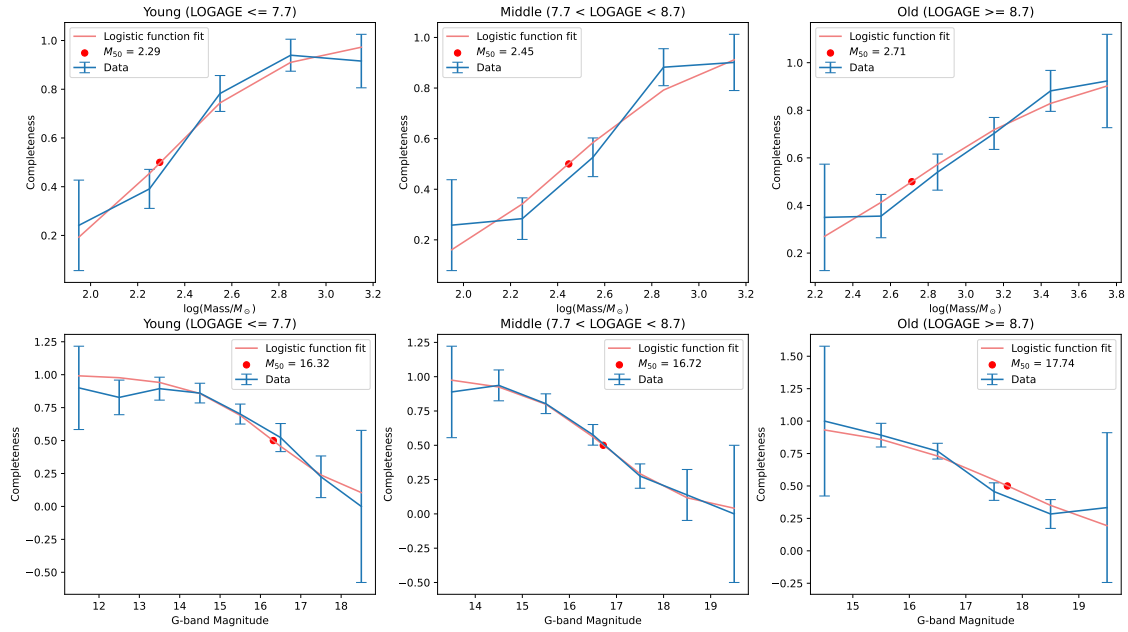 Young (LOGAGE <= 7.7)
Logistic function fit
M50 = 2.29
Data
Completeness
1.0
0.8
0.6
0.4
0.2
2.0 2.2 2.4 2.6 2.8 3.0 3.2
log(Mass/M⊙)
Middle (7.7 < LOGAGE < 8.7)
Logistic function fit
M50 = 2.45
Data
Completeness
1.0
0.8
0.6
0.4
0.2
2.0 2.2 2.4 2.6 2.8 3.0 3.2
log(Mass/M⊙)
Old (LOGAGE >= 8.7)
Logistic function fit
M50 = 2.71
Data
Completeness
1.0
0.8
0.6
0.4
0.2
2.2 2.4 2.6 2.8 3.0 3.2 3.4 3.6 3.8
log(Mass/M⊙)
Young (LOGAGE <= 7.7)
Logistic function fit
M50 = 16.32
Data
Completeness
1.25
1.00
0.75
0.50
0.25
0.00
−0.25
−0.50
12 13 14 15 16 17 18
G-band Magnitude
Middle (7.7 < LOGAGE < 8.7)
Logistic function fit
M50 = 16.72
Data
Completeness
1.25
1.00
0.75
0.50
0.25
0.00
−0.25
−0.50
14 15 16 17 18 19
G-band Magnitude
Old (LOGAGE >= 8.7)
Logistic function fit
M50 = 17.74
Data
Completeness
1.50
1.25
1.00
0.75
0.50
0.25
0.00
−0.25
15 16 17 18 19
G-band Magnitude